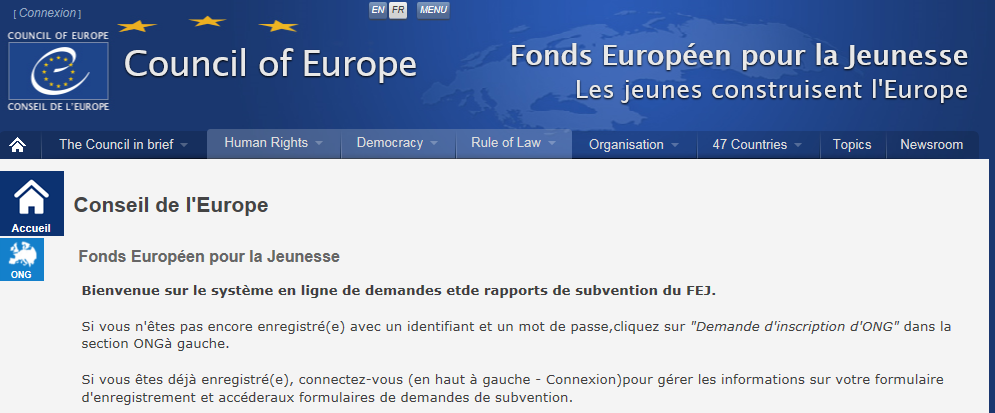 [ Connexion ]
EN FR MENU
COUNCIL OF EUROPE
CONSEIL DE L'EUROPE
Council of Europe
Fonds Européen pour la Jeunesse
Les jeunes construisent l'Europe
The Council in brief Human Rights Democracy Rule of Law Organisation 47 Countries Topics Newsroom
Accueil
ONG
Conseil de l'Europe
Fonds Européen pour la Jeunesse
Bienvenue sur le système en ligne de demandes etde rapports de subvention du FEJ.
Si vous n'êtes pas encore enregistré(e) avec un identifiant et un mot de passe,cliquez sur "Demande d'inscription d'ONG" dans la
section ONGà gauche.
Si vous êtes déjà enregistré(e), connectez-vous (en haut à gauche - Connexion)pour gérer les informations sur votre formulaire
d'enregistrement et accéderaux formulaires de demandes de subvention.